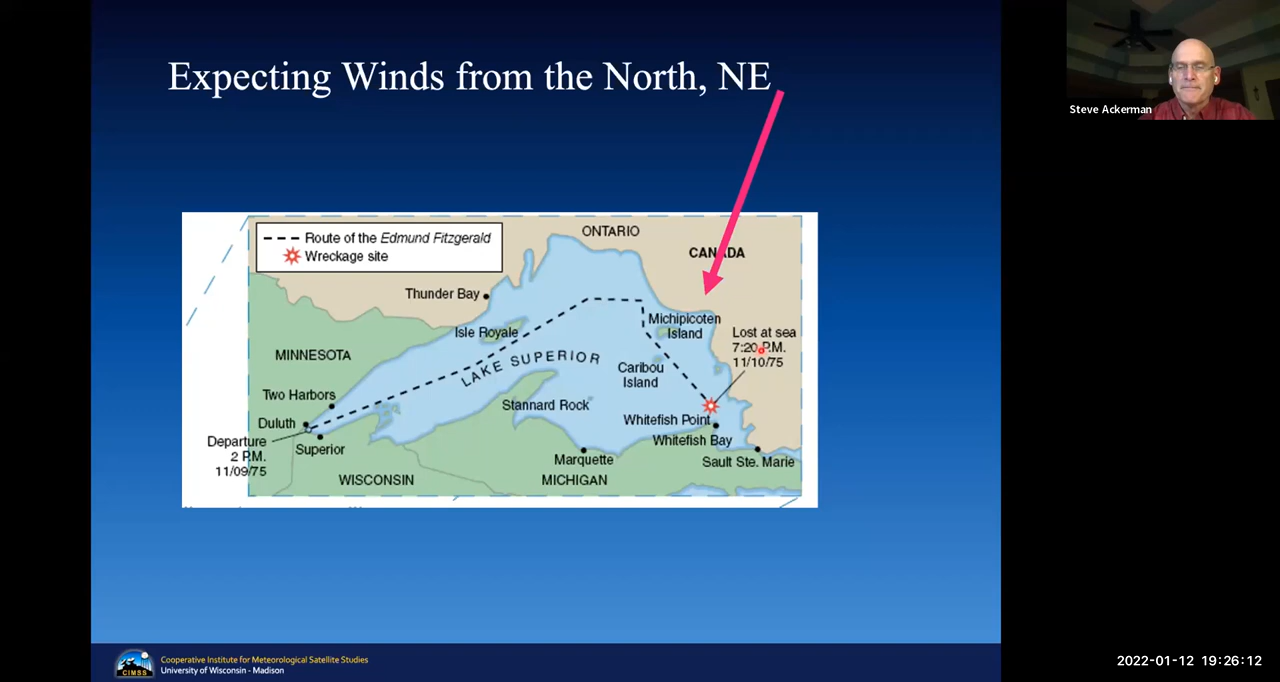 Expecting Winds from the North, NE
Steve Ackerman
Route of the Edmund Fitzgerald
Wreckage site
ONTARIO
CANADA
Thunder Bay
Michipicoten
Island
Isle Royale
Lost at sea
7:20 P.M.
11/10/75
MINNESOTA
LAKE SUPERIOR
Caribou
Island
Two Harbors
Stannard Rock
Duluth
Whitefish Point
Departure
2 P.M.
11/09/75
Superior
Whitefish Bay
Marquette
Sault Ste. Marie
WISCONSIN
MICHIGAN
CIMSS
Cooperative Institute for Meteorological Satellite Studies
University of Wisconsin - Madison
2022-01-12 19:26:12